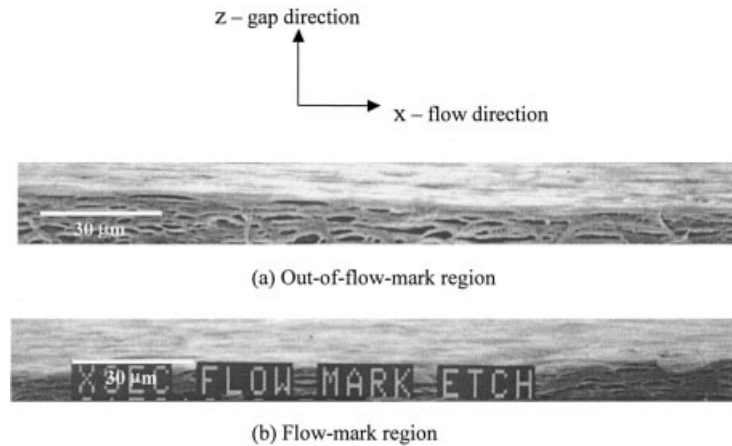 z – gap direction
x – flow direction
30 μm
(a) Out-of-flow-mark region
30 μm
XSEC FLOW MARK ETCH
(b) Flow-mark region